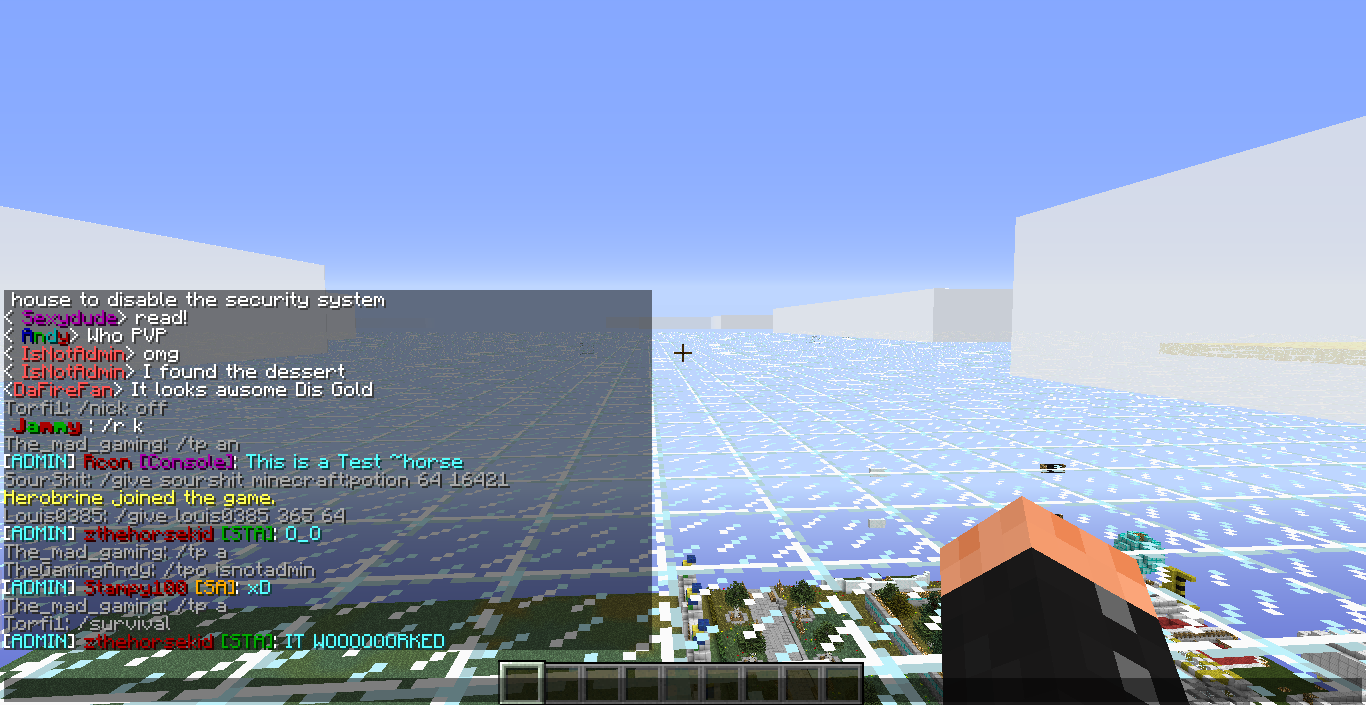 house to disable the security system
< Sexydude> read!
< Andy> Who PVP
< IsNotAdmin> omg
< IsNotAdmin> I found the dessert
<DaFireFan> It looks awsome Dis Gold
Torfi1: /nick off
Jammy : /r k
The_mad_gaming: /tp an
[ADMIN] Rcon [Console]: This is a Test ~horse
SourShit: /give sourshit minecraft:potion 64 16421
Herobrine joined the game.
Louis0385: /give louis0385 365 64
[ADMIN] zthehorsekid [STA]: O_O
The_mad_gaming: /tp a
TheGamingAndy: /tpo isnotadmin
[ADMIN] Stampy100 [SA]: xD
The_mad_gaming: /tp a
Torfi1: /survival
[ADMIN] zthehorsekid [STA]: IT WOOOOOORKED